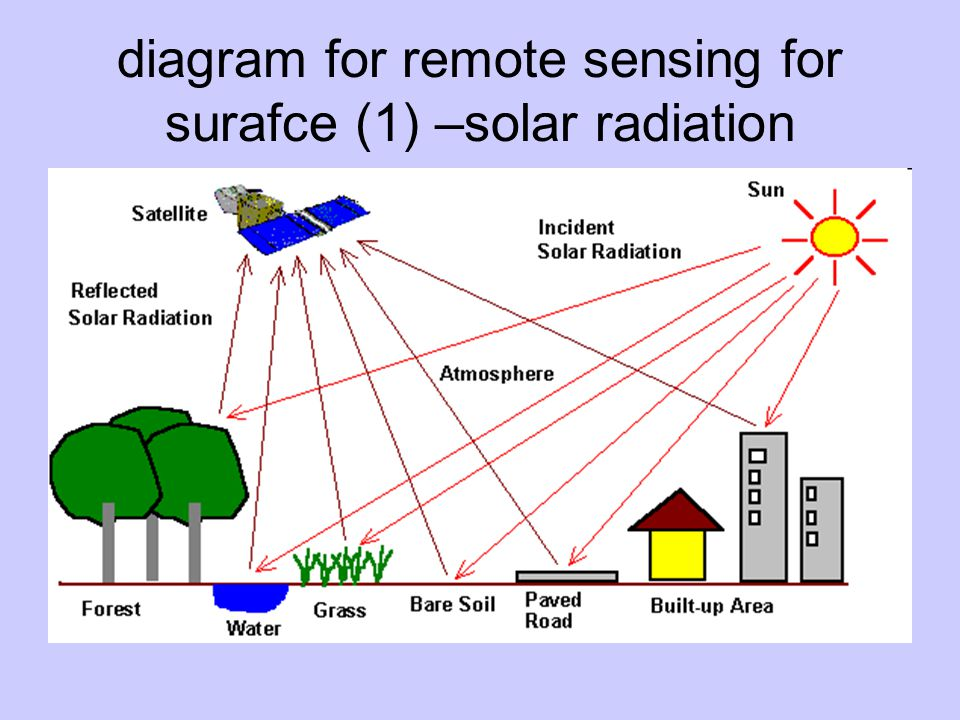 diagram for remote sensing for
surafce (1) –solar radiation
Sun
Satellite
Incident
Solar Radiation
Reflected
Solar Radiation
Atmosphere
Forest
Water
Grass
Bare Soil
Paved
Road
Built-up Area